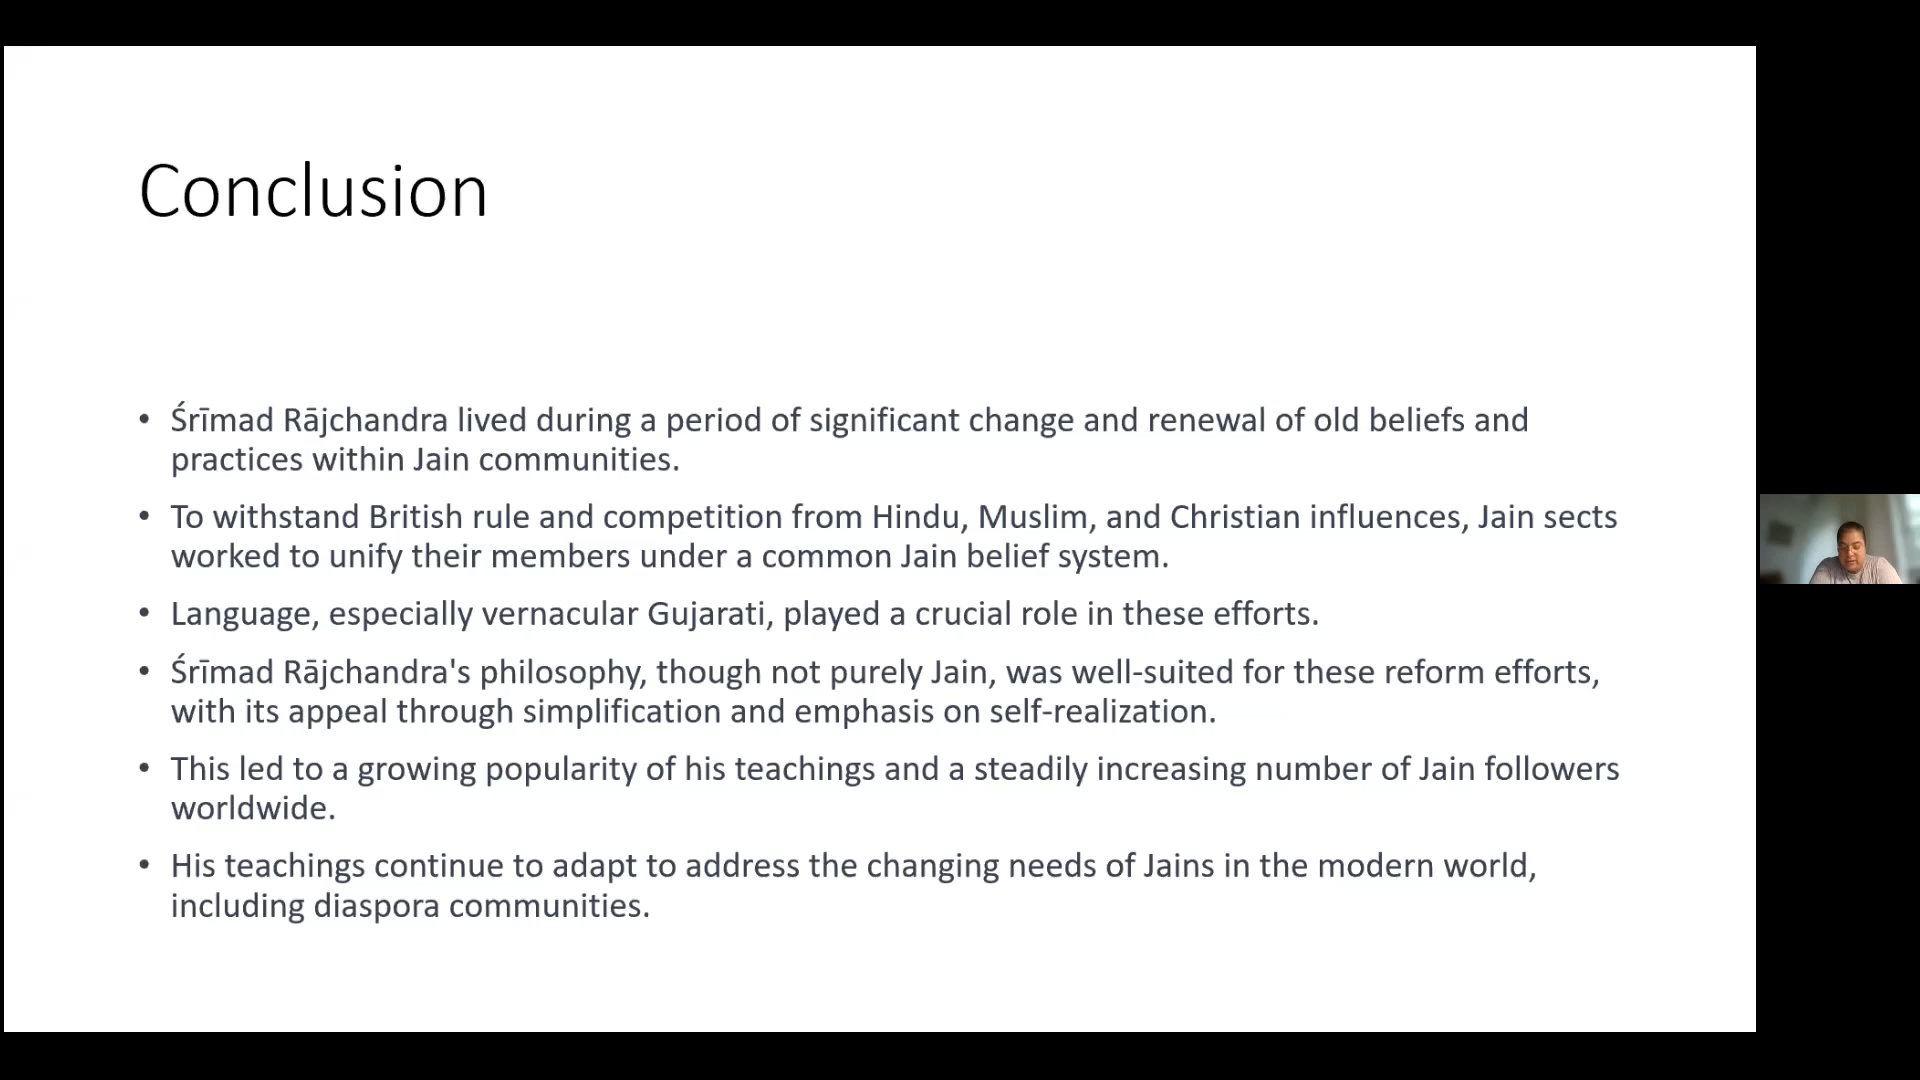 Conclusion
• Śrīmad Rājchandra lived during a period of significant change and renewal of old beliefs and
practices within Jain communities.
• To withstand British rule and competition from Hindu, Muslim, and Christian influences, Jain sects
worked to unify their members under a common Jain belief system.
• Language, especially vernacular Gujarati, played a crucial role in these efforts.
• Śrīmad Rājchandra's philosophy, though not purely Jain, was well-suited for these reform efforts,
with its appeal through simplification and emphasis on self-realization.
• This led to a growing popularity of his teachings and a steadily increasing number of Jain followers
worldwide.
• His teachings continue to adapt to address the changing needs of Jains in the modern world,
including diaspora communities.